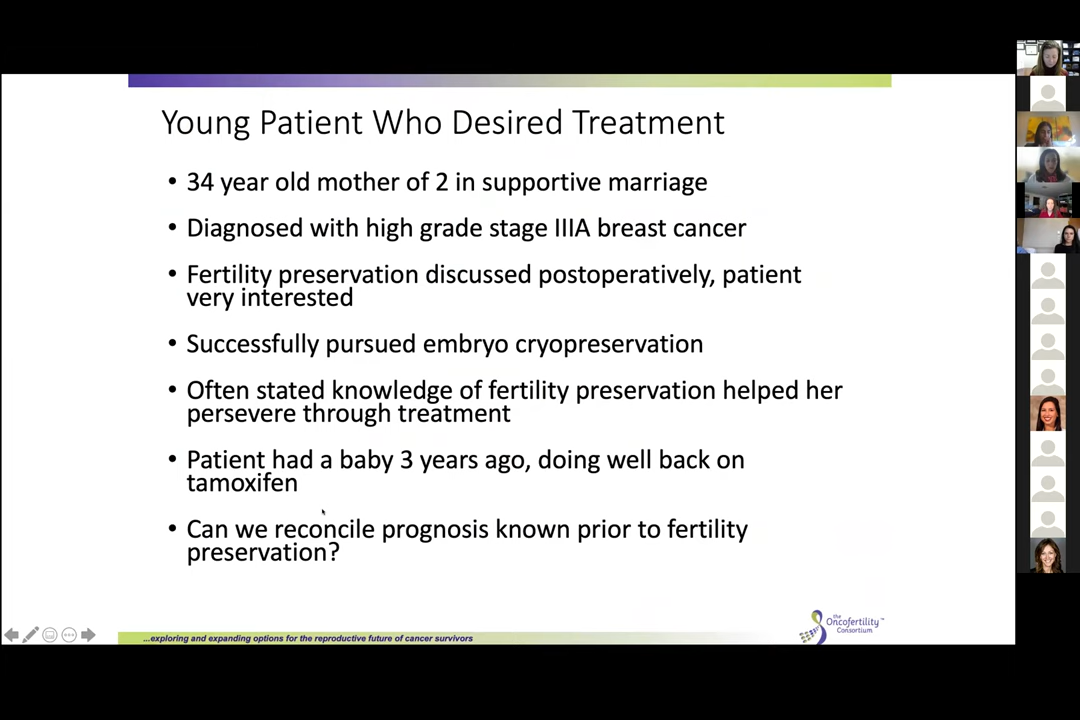 Young Patient Who Desired Treatment
• 34 year old mother of 2 in supportive marriage
• Diagnosed with high grade stage IIIA breast cancer
• Fertility preservation discussed postoperatively, patient
very interested
• Successfully pursued embryo cryopreservation
• Often stated knowledge of fertility preservation helped her
persevere through treatment
• Patient had a baby 3 years ago, doing well back on
tamoxifen
• Can we reconcile prognosis known prior to fertility
preservation?
...exploring and expanding options for the reproductive future of cancer survivors
the
Oncofertility™
Consortium